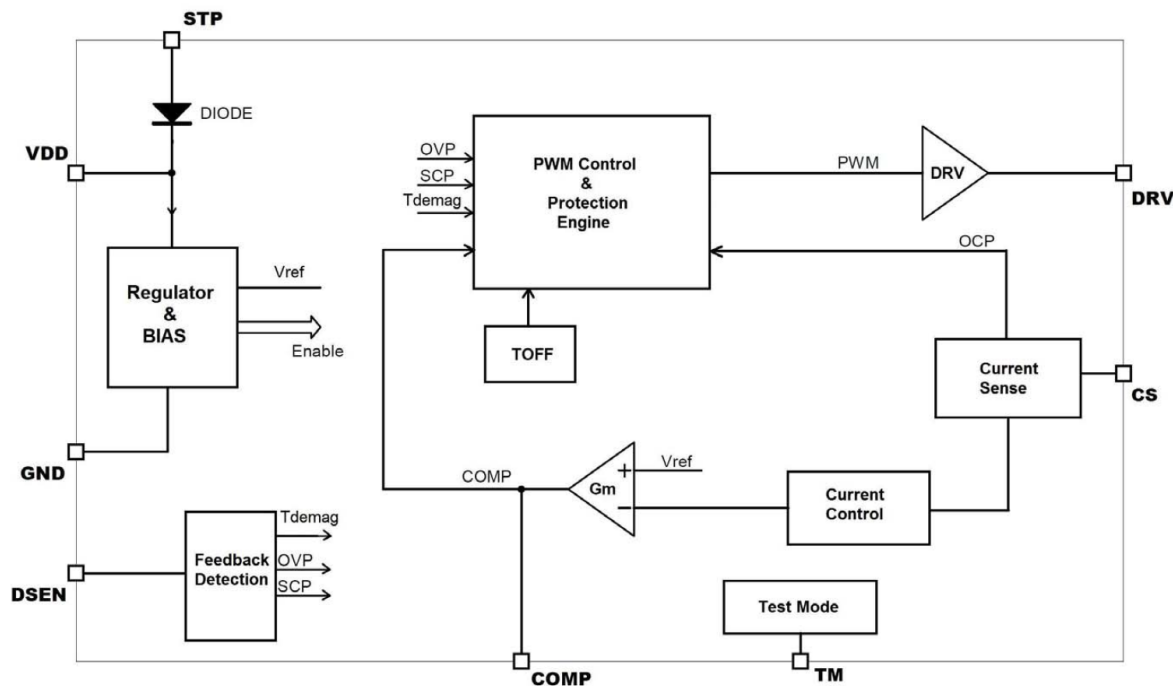 STP
DIODE
VDD
OVP
SCP
Tdemag
PWM Control
&
Protection
Engine
PWM
DRV
DRV
OCP
Regulator
&
BIAS
Vref
Enable
TOFF
Current
Sense
CS
GND
COMP
Gm
+
−
Vref
Current
Control
Tdemag
OVP
SCP
Feedback
Detection
DSEN
Test Mode
COMP
TM